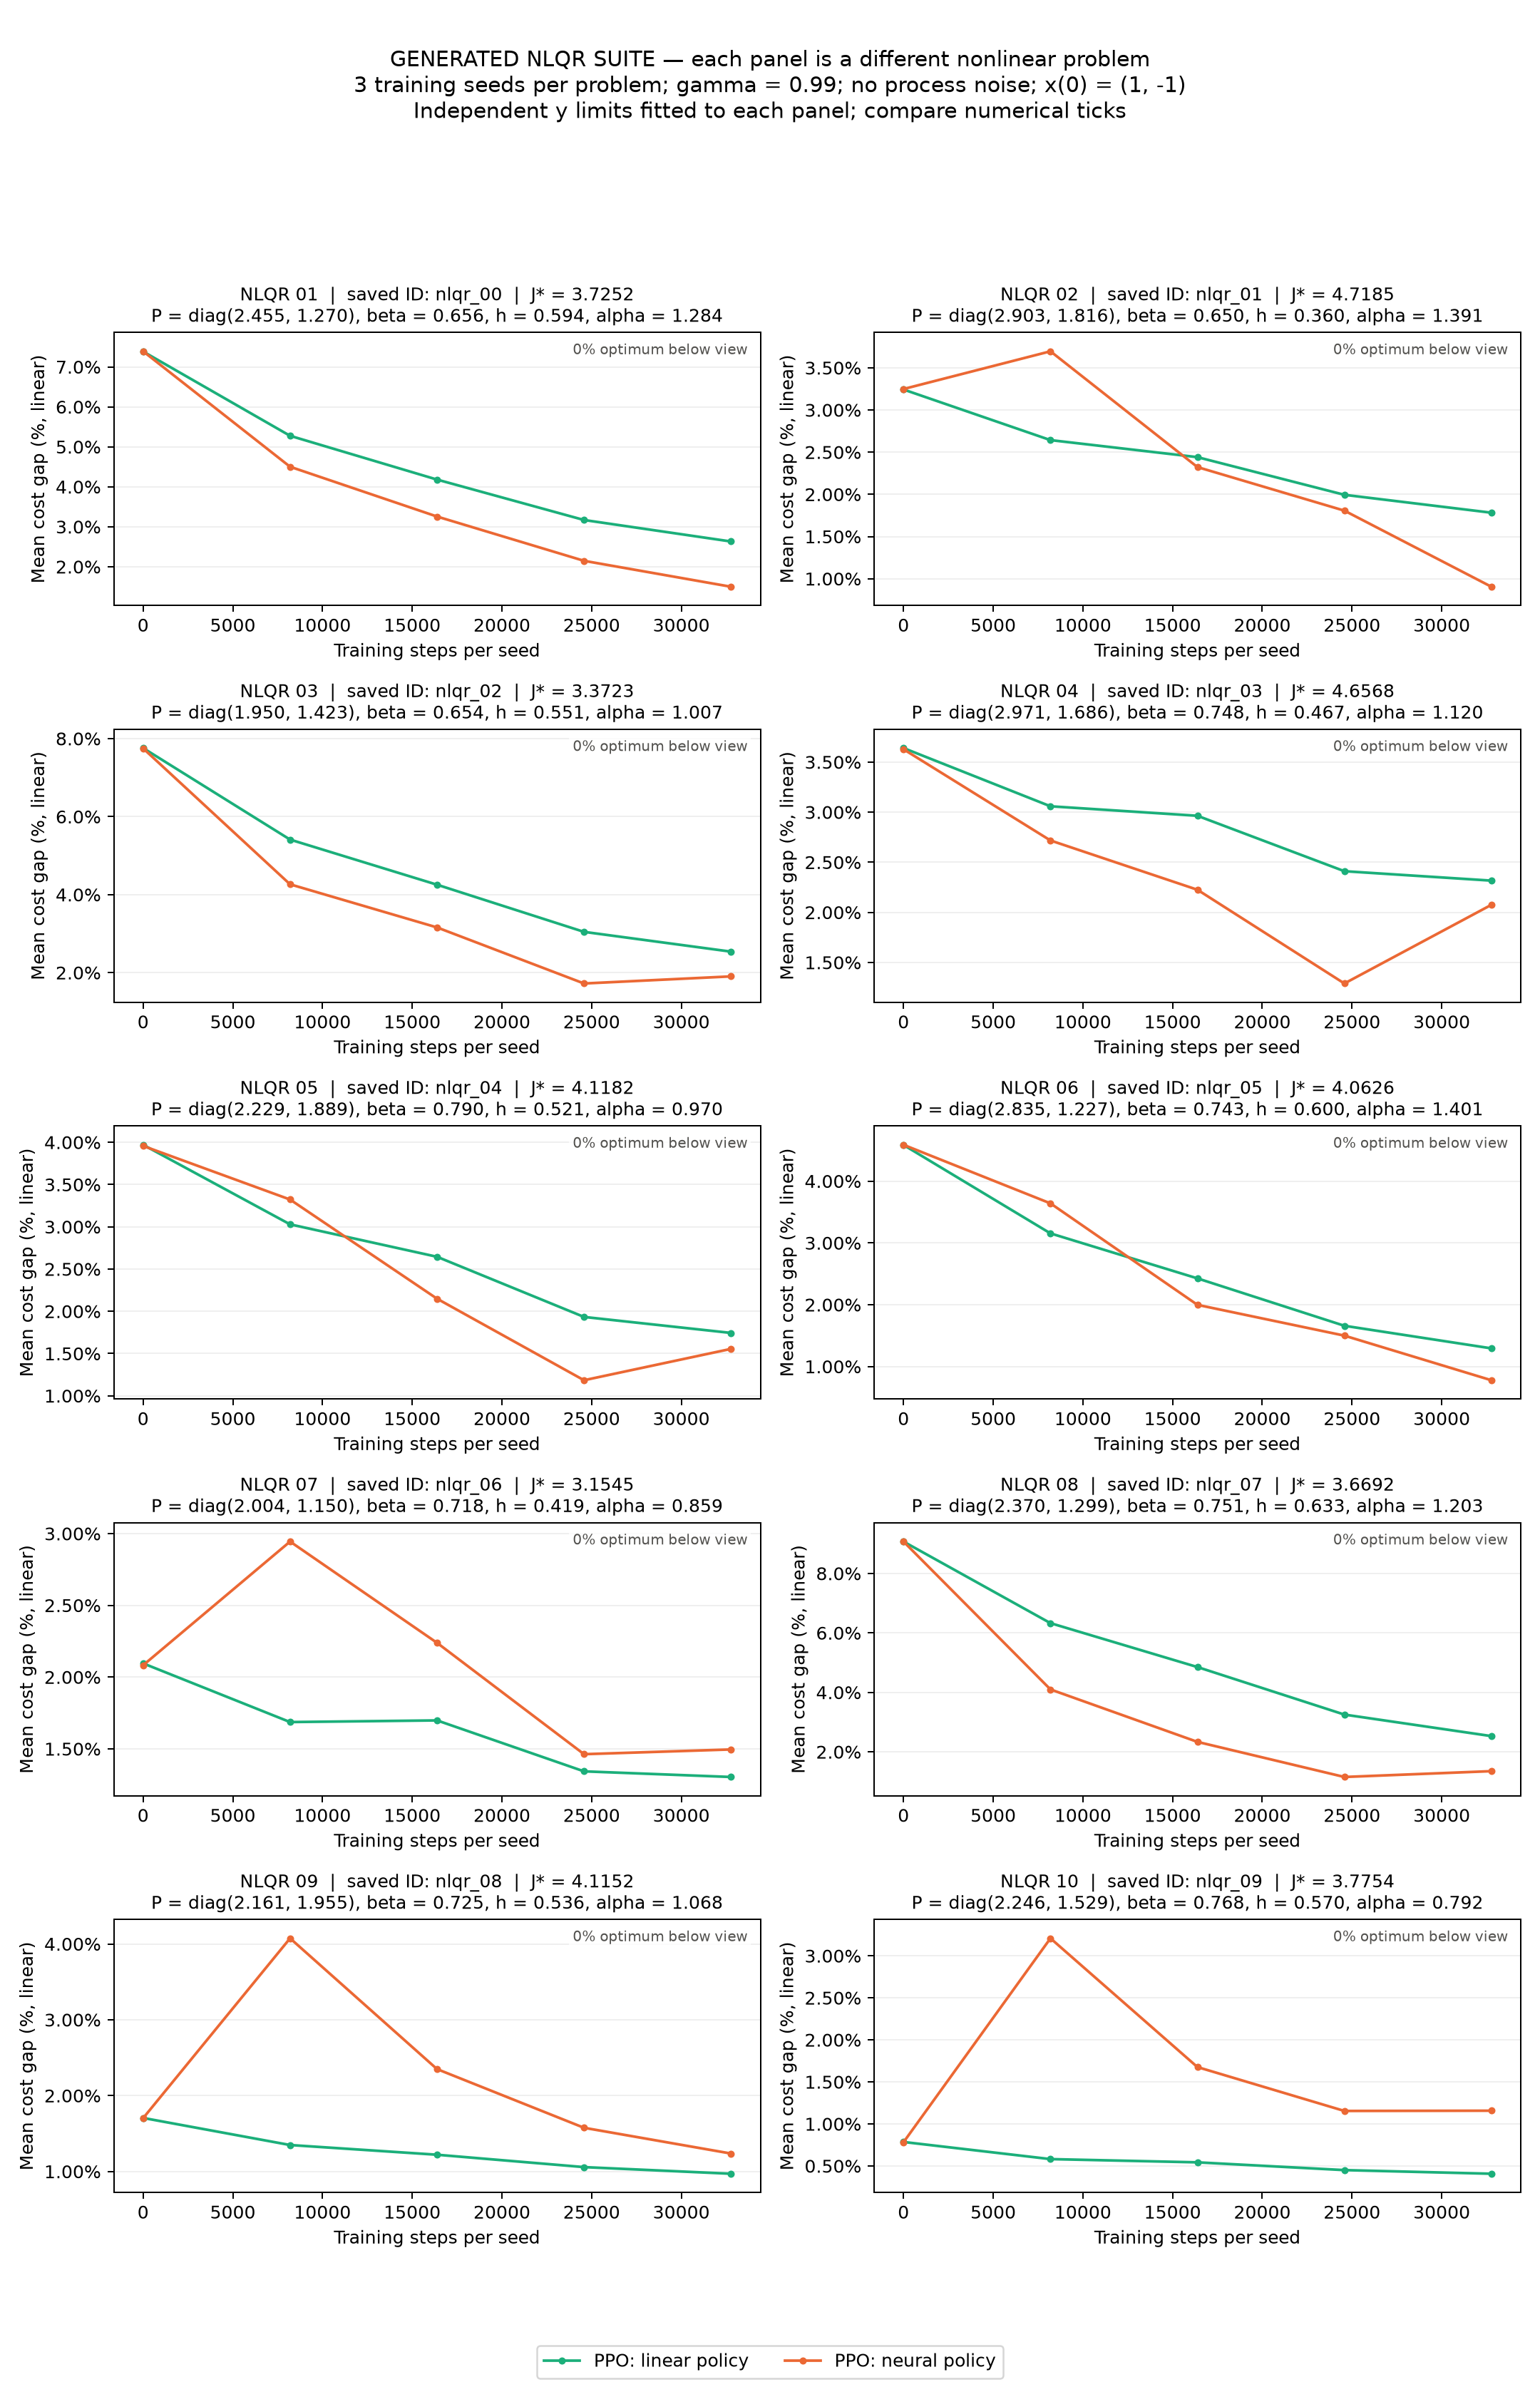 GENERATED NLQR SUITE — each panel is a different nonlinear problem
3 training seeds per problem; gamma = 0.99; no process noise; x(0) = (1, -1)
Independent y limits fitted to each panel; compare numerical ticks
NLQR 01 | saved ID: nlqr_00 | J* = 3.7252
P = diag(2.455, 1.270), beta = 0.656, h = 0.594, alpha = 1.284
0% optimum below view
Mean cost gap (%, linear)
7.0%
6.0%
5.0%
4.0%
3.0%
2.0%
0 5000 10000 15000 20000 25000 30000
Training steps per seed
NLQR 02 | saved ID: nlqr_01 | J* = 4.7185
P = diag(2.903, 1.816), beta = 0.650, h = 0.360, alpha = 1.391
0% optimum below view
Mean cost gap (%, linear)
3.50%
3.00%
2.50%
2.00%
1.50%
1.00%
0 5000 10000 15000 20000 25000 30000
Training steps per seed
NLQR 03 | saved ID: nlqr_02 | J* = 3.3723
P = diag(1.950, 1.423), beta = 0.654, h = 0.551, alpha = 1.007
0% optimum below view
Mean cost gap (%, linear)
8.0%
6.0%
4.0%
2.0%
0 5000 10000 15000 20000 25000 30000
Training steps per seed
NLQR 04 | saved ID: nlqr_03 | J* = 4.6568
P = diag(2.971, 1.686), beta = 0.748, h = 0.467, alpha = 1.120
0% optimum below view
Mean cost gap (%, linear)
3.50%
3.00%
2.50%
2.00%
1.50%
0 5000 10000 15000 20000 25000 30000
Training steps per seed
NLQR 05 | saved ID: nlqr_04 | J* = 4.1182
P = diag(2.229, 1.889), beta = 0.790, h = 0.521, alpha = 0.970
0% optimum below view
Mean cost gap (%, linear)
4.00%
3.50%
3.00%
2.50%
2.00%
1.50%
1.00%
0 5000 10000 15000 20000 25000 30000
Training steps per seed
NLQR 06 | saved ID: nlqr_05 | J* = 4.0626
P = diag(2.835, 1.227), beta = 0.743, h = 0.600, alpha = 1.401
0% optimum below view
Mean cost gap (%, linear)
4.00%
3.00%
2.00%
1.00%
0 5000 10000 15000 20000 25000 30000
Training steps per seed
NLQR 07 | saved ID: nlqr_06 | J* = 3.1545
P = diag(2.004, 1.150), beta = 0.718, h = 0.419, alpha = 0.859
0% optimum below view
Mean cost gap (%, linear)
3.00%
2.50%
2.00%
1.50%
0 5000 10000 15000 20000 25000 30000
Training steps per seed
NLQR 08 | saved ID: nlqr_07 | J* = 3.6692
P = diag(2.370, 1.299), beta = 0.751, h = 0.633, alpha = 1.203
0% optimum below view
Mean cost gap (%, linear)
8.0%
6.0%
4.0%
2.0%
0 5000 10000 15000 20000 25000 30000
Training steps per seed
NLQR 09 | saved ID: nlqr_08 | J* = 4.1152
P = diag(2.161, 1.955), beta = 0.725, h = 0.536, alpha = 1.068
0% optimum below view
Mean cost gap (%, linear)
4.00%
3.00%
2.00%
1.00%
0 5000 10000 15000 20000 25000 30000
Training steps per seed
NLQR 10 | saved ID: nlqr_09 | J* = 3.7754
P = diag(2.246, 1.529), beta = 0.768, h = 0.570, alpha = 0.792
0% optimum below view
Mean cost gap (%, linear)
3.00%
2.50%
2.00%
1.50%
1.00%
0.50%
0 5000 10000 15000 20000 25000 30000
Training steps per seed
PPO: linear policy
PPO: neural policy